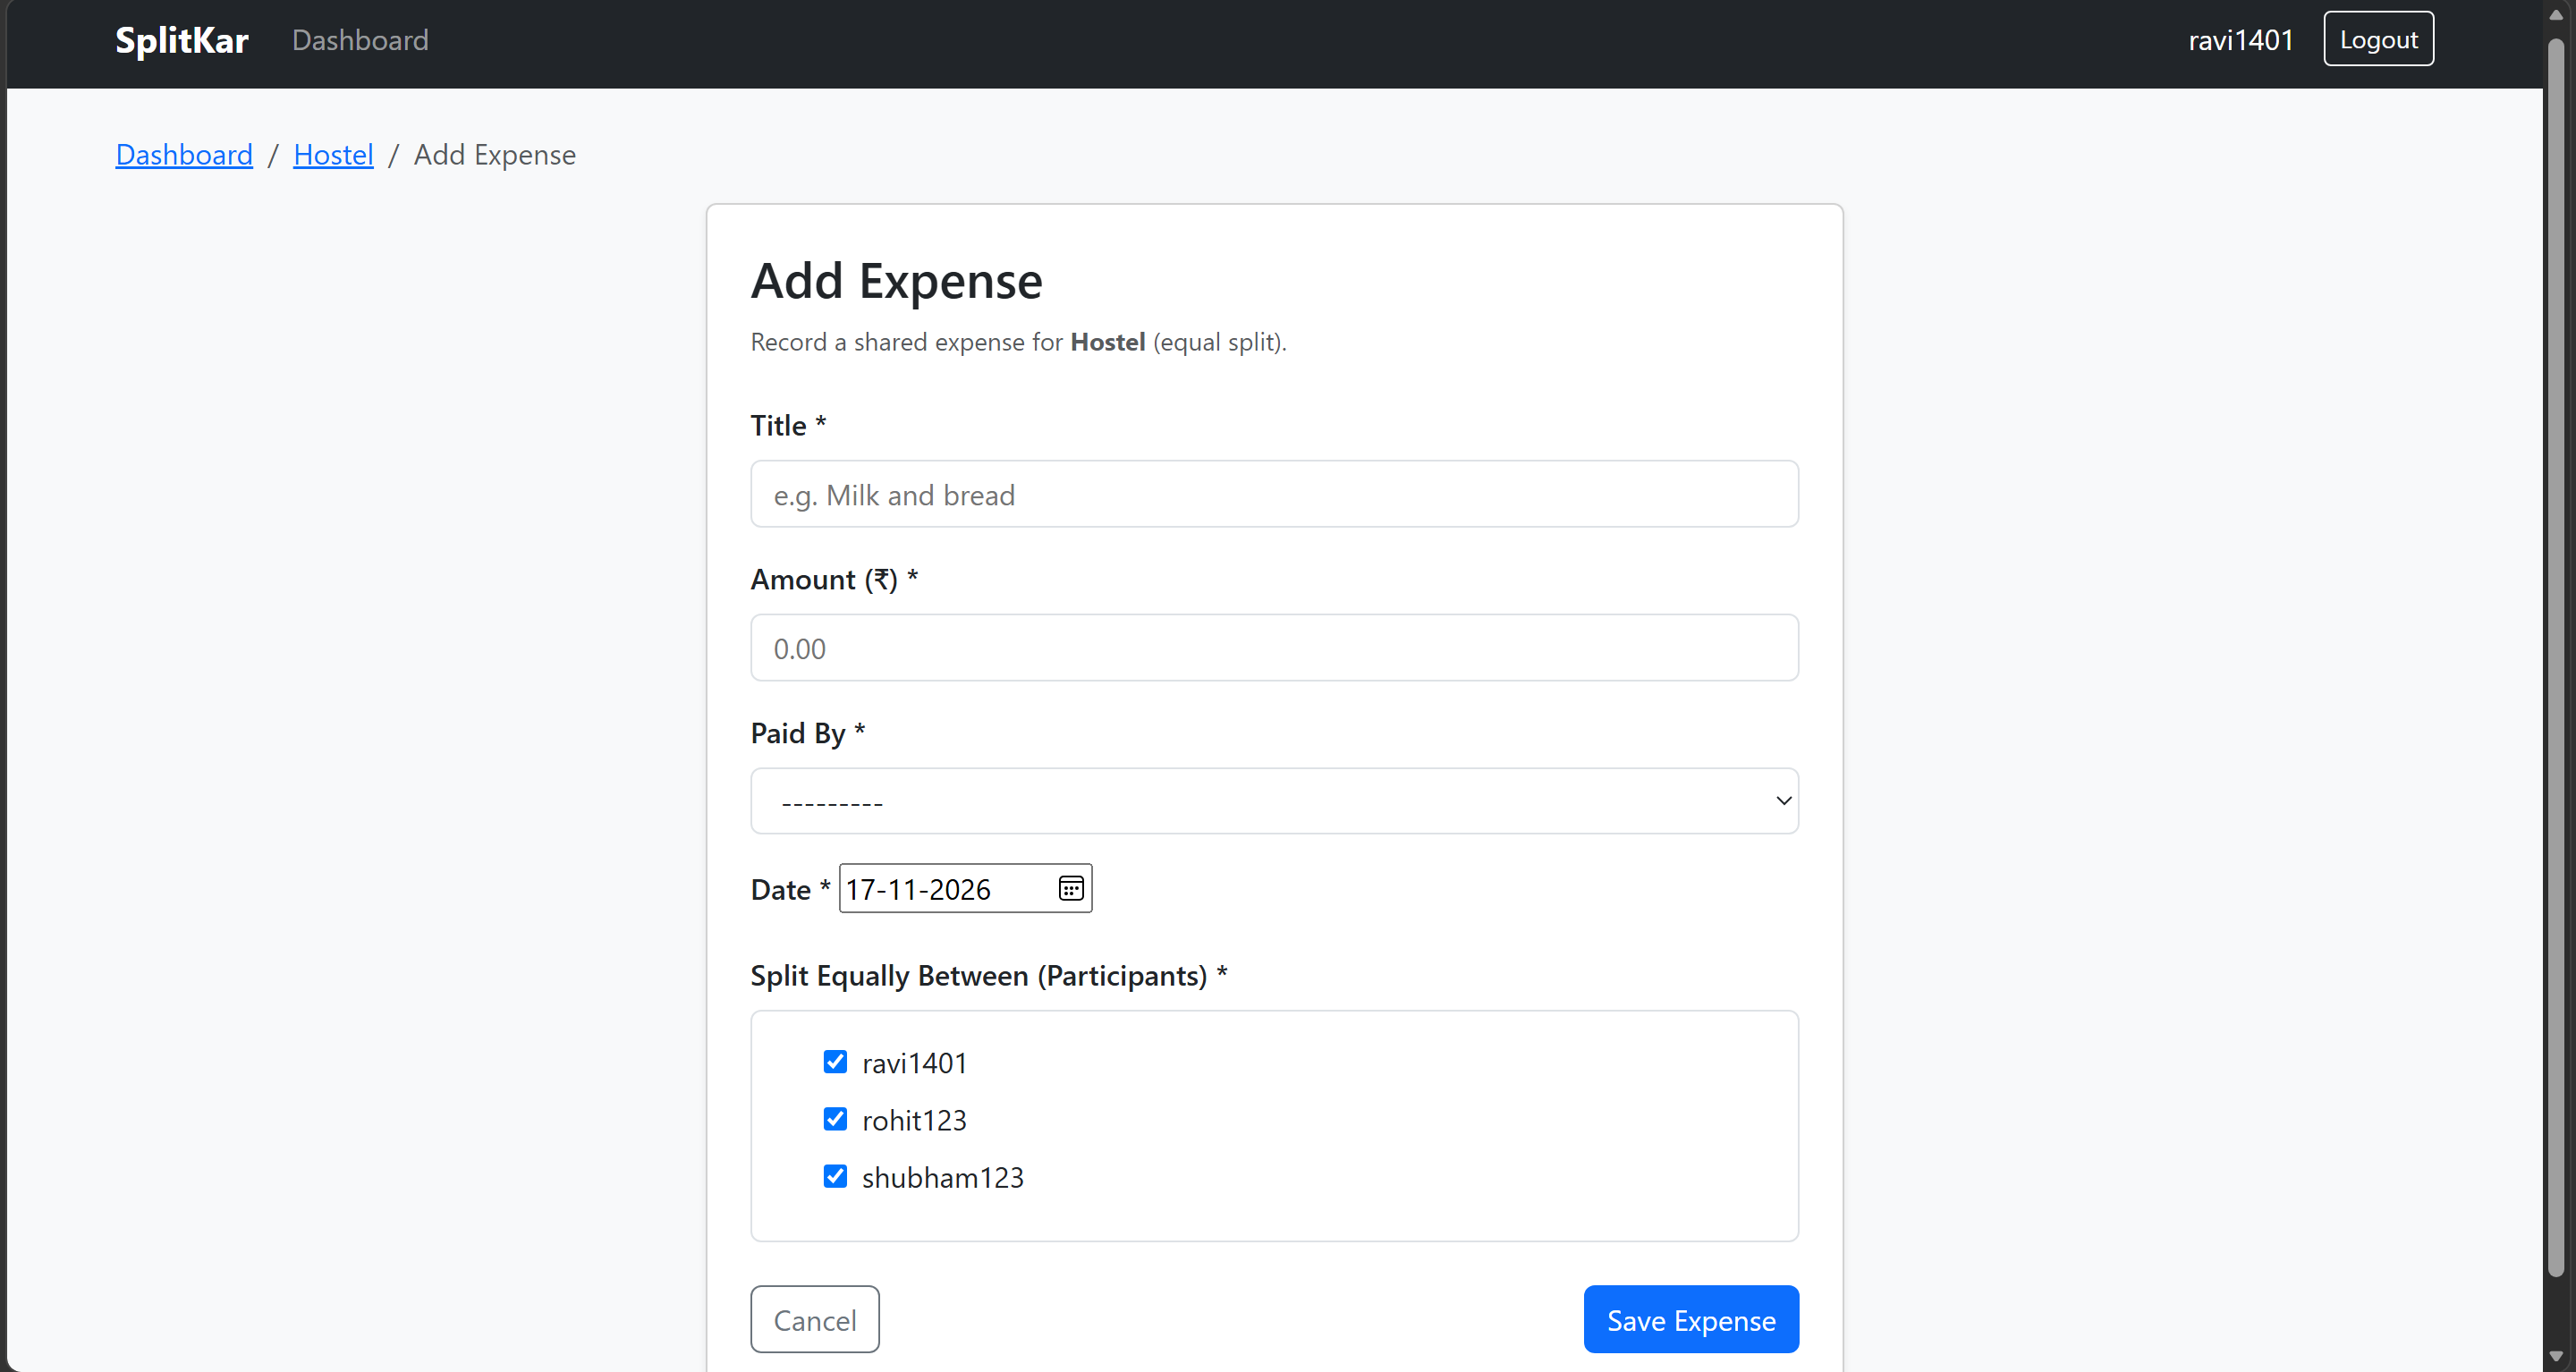 SplitKar Dashboard ravi1401 Logout
Dashboard / Hostel / Add Expense
Add Expense
Record a shared expense for Hostel (equal split).
Title *
e.g. Milk and bread
Amount (₹) *
0.00
Paid By *
---------
Date * 17-11-2026
Split Equally Between (Participants) *
ravi1401
rohit123
shubham123
Cancel Save Expense